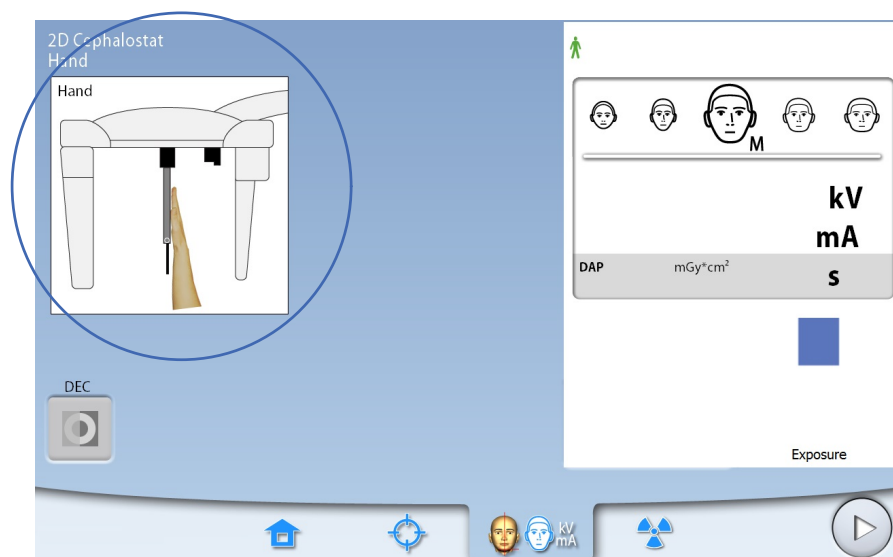 2D Cephalostat
Hand
Hand
M
kV
mA
DAP mGy*cm² s
DEC
Exposure
kV
mA